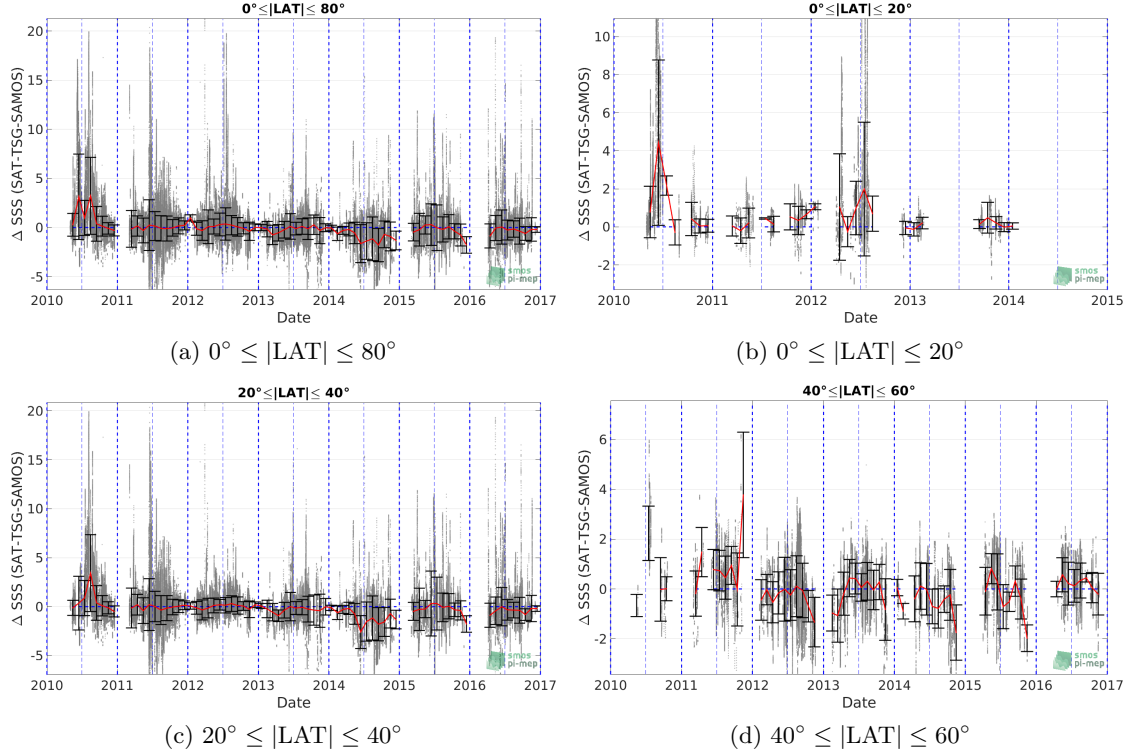 0°≤|LAT|≤ 80°
Δ SSS (SAT-TSG-SAMOS)
20
15
10
5
0
-5
2010 2011 2012 2013 2014 2015 2016 2017
Date
smos
pi-mep
(a) 0° ≤ |LAT| ≤ 80°
0°≤|LAT|≤ 20°
Δ SSS (SAT-TSG-SAMOS)
10
8
6
4
2
0
-2
2010 2011 2012 2013 2014 2015
Date
smos
pi-mep
(b) 0° ≤ |LAT| ≤ 20°
20°≤|LAT|≤ 40°
Δ SSS (SAT-TSG-SAMOS)
20
15
10
5
0
-5
2010 2011 2012 2013 2014 2015 2016 2017
Date
smos
pi-mep
(c) 20° ≤ |LAT| ≤ 40°
40°≤|LAT|≤ 60°
Δ SSS (SAT-TSG-SAMOS)
6
4
2
0
-2
2010 2011 2012 2013 2014 2015 2016 2017
Date
smos
pi-mep
(d) 40° ≤ |LAT| ≤ 60°